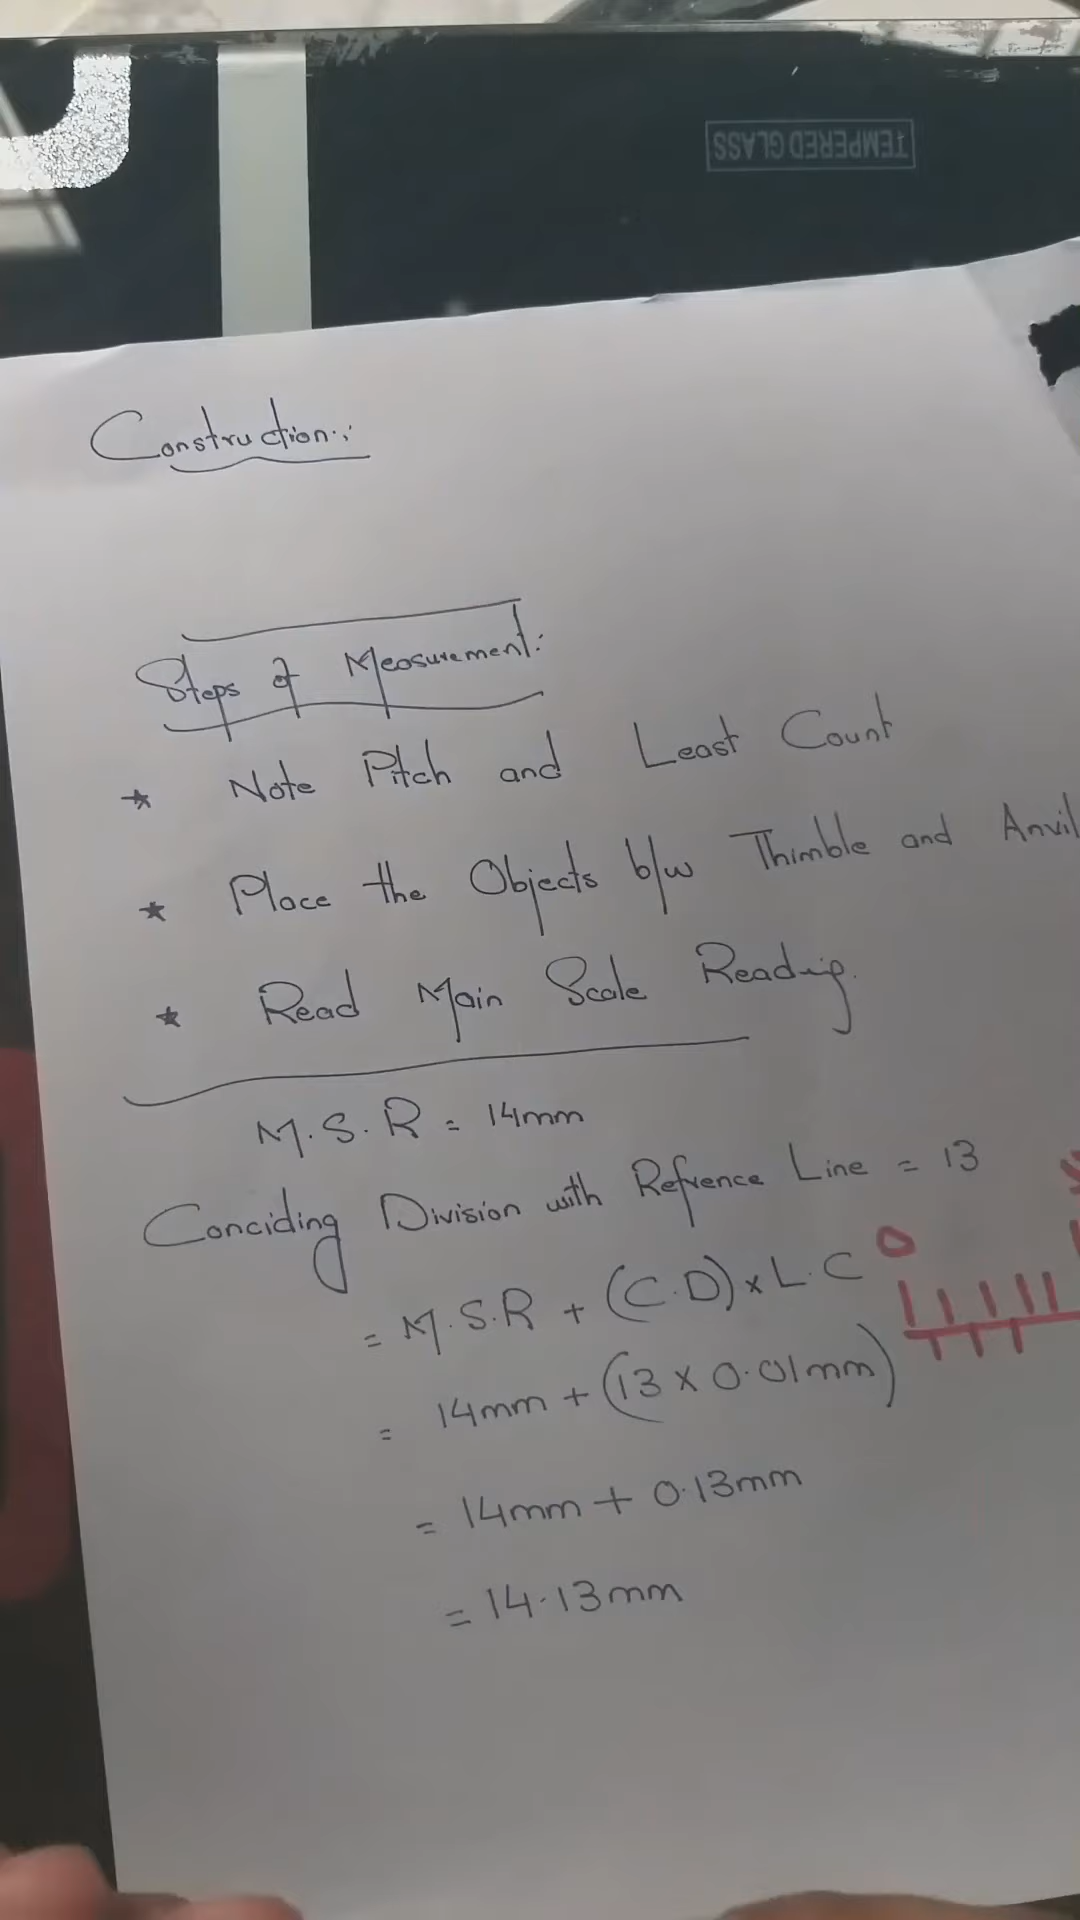 TEMPERED GLASS
Construction:
Steps of Measurement:
* Note Pitch and Least Count
* Place the Objects b/w Thimble and Anvil
* Read Main Scale Reading.
M.S.R = 14mm
Conciding Division with Refrence Line = 13
= M.S.R + (C.D) x L.C
0
= 14mm + (13 x 0.01mm)
= 14mm + 0.13mm
= 14.13mm